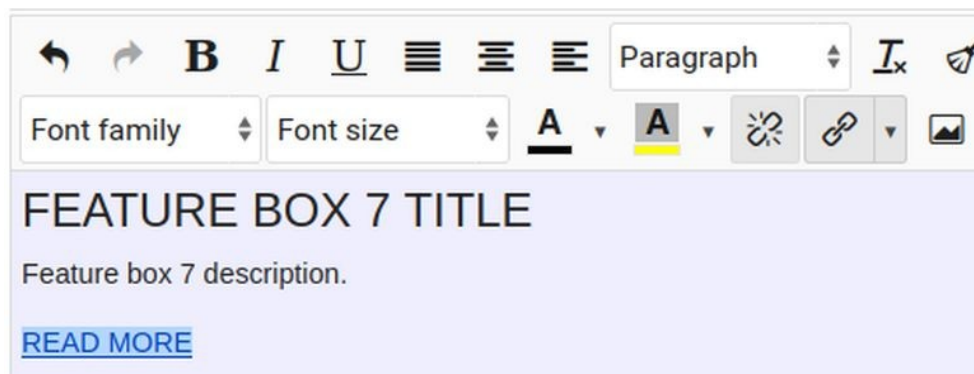 B I U Paragraph
Font family Font size A A
FEATURE BOX 7 TITLE
Feature box 7 description.
READ MORE